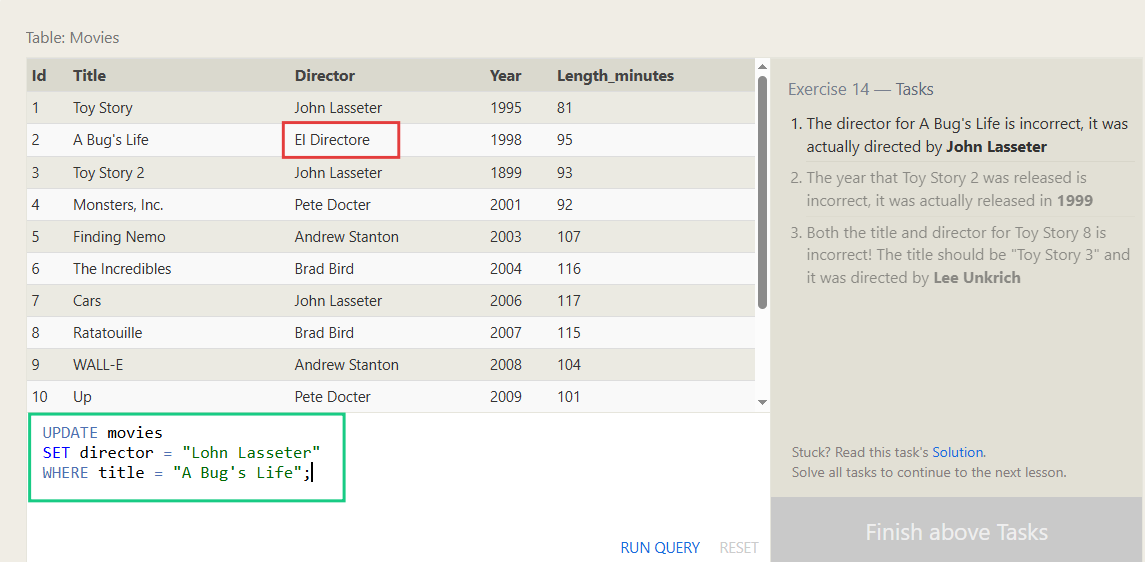 Table: Movies
Id Title Director Year Length_minutes
1 Toy Story John Lasseter 1995 81
2 A Bug's Life El Directore 1998 95
3 Toy Story 2 John Lasseter 1899 93
4 Monsters, Inc. Pete Docter 2001 92
5 Finding Nemo Andrew Stanton 2003 107
6 The Incredibles Brad Bird 2004 116
7 Cars John Lasseter 2006 117
8 Ratatouille Brad Bird 2007 115
9 WALL-E Andrew Stanton 2008 104
10 Up Pete Docter 2009 101
UPDATE movies
SET director = "Lohn Lasseter"
WHERE title = "A Bug's Life";
RUN QUERY RESET
Exercise 14 — Tasks
1. The director for A Bug's Life is incorrect, it was
actually directed by John Lasseter
2. The year that Toy Story 2 was released is
incorrect, it was actually released in 1999
3. Both the title and director for Toy Story 8 is
incorrect! The title should be "Toy Story 3" and
it was directed by Lee Unkrich
Stuck? Read this task's Solution.
Solve all tasks to continue to the next lesson.
Finish above Tasks